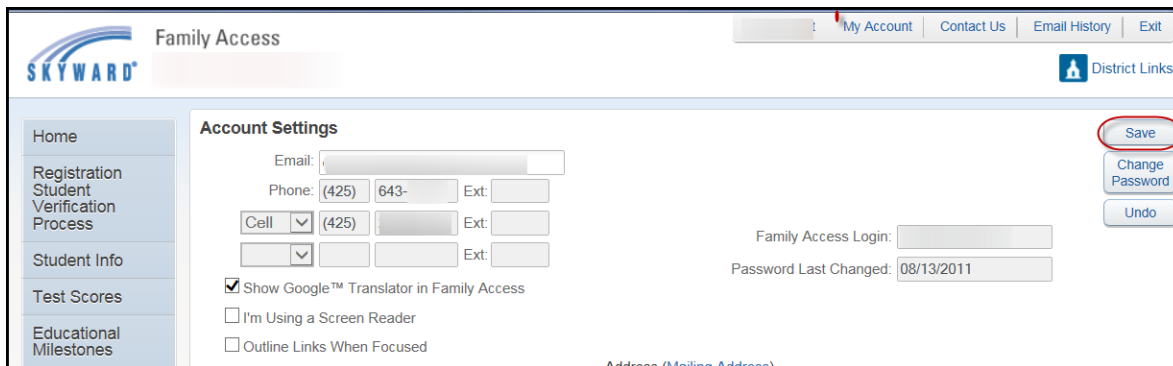 Family Access
SKYWARD®
My Account
Contact Us
Email History
Exit
District Links
Home
Registration
Student
Verification
Process
Student Info
Test Scores
Educational
Milestones
Account Settings
Email:
Phone: (425) 643- Ext:
Cell (425) Ext:
Ext:
Show Google™ Translator in Family Access
I'm Using a Screen Reader
Outline Links When Focused
Family Access Login:
Password Last Changed: 08/13/2011
Address (Mailing Address)
Save
Change
Password
Undo